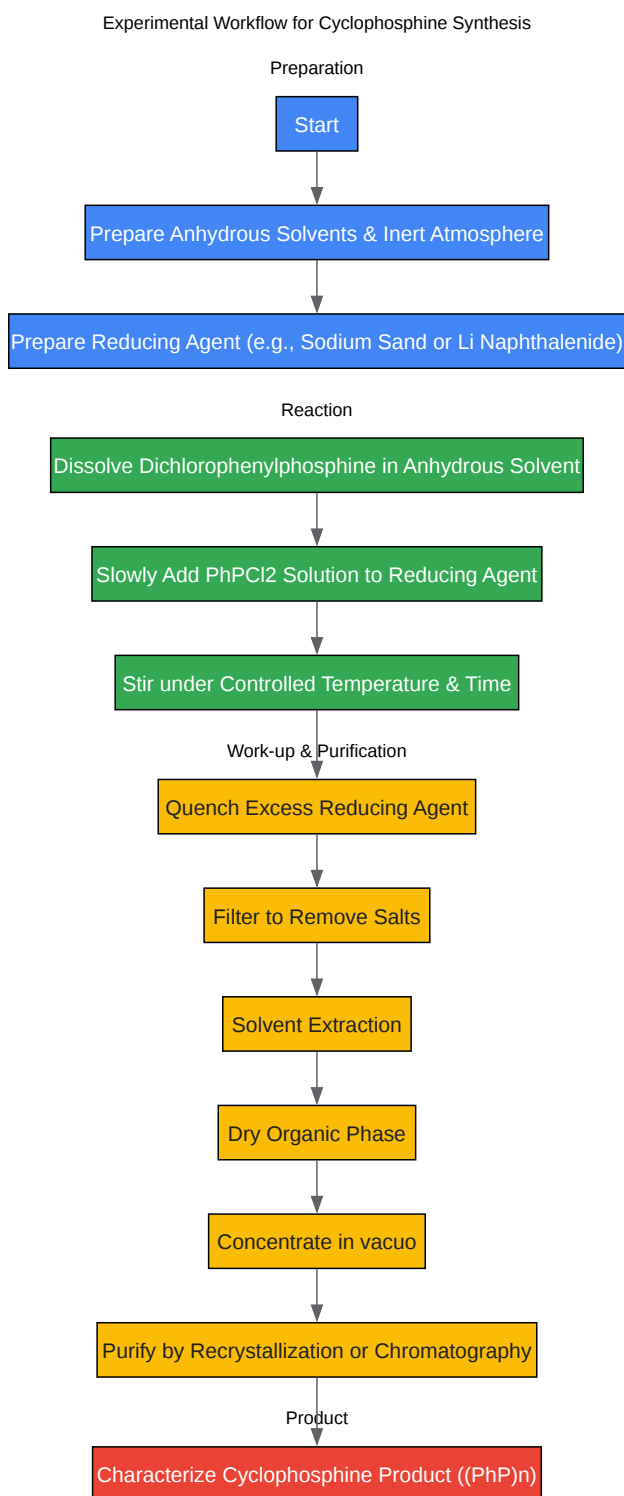 Experimental Workflow for Cyclophosphine Synthesis
Preparation
Start
Prepare Anhydrous Solvents & Inert Atmosphere
Prepare Reducing Agent (e.g., Sodium Sand or Li Naphthalenide)
Reaction
Dissolve Dichlorophenylphosphine in Anhydrous Solvent
Slowly Add PhPCl2 Solution to Reducing Agent
Stir under Controlled Temperature & Time
Work-up & Purification
Quench Excess Reducing Agent
Filter to Remove Salts
Solvent Extraction
Dry Organic Phase
Concentrate in vacuo
Purify by Recrystallization or Chromatography
Product
Characterize Cyclophosphine Product ((PhP)n)